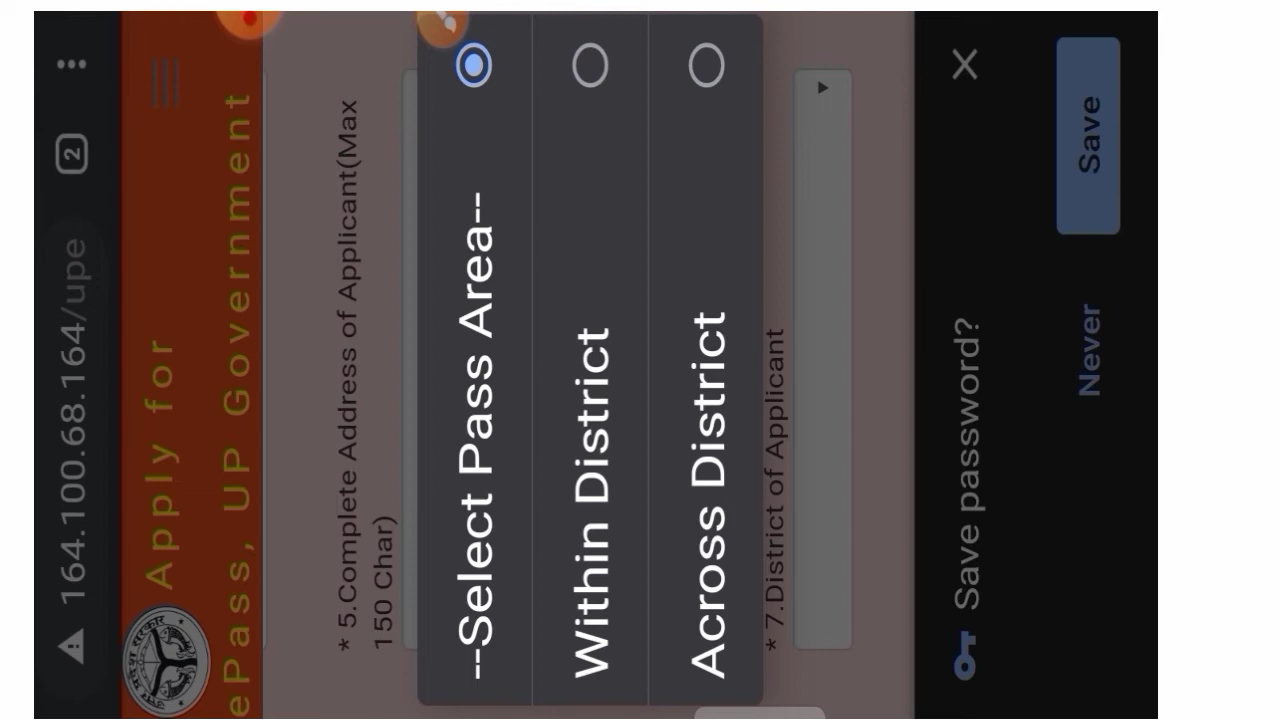 164.100.68.164/upe
2
Apply for
ePass, UP Government
* 5.Complete Address of Applicant(Max
150 Char)
--Select Pass Area--
Within District
Across District
* 7.District of Applicant
Save password?
Never
Save